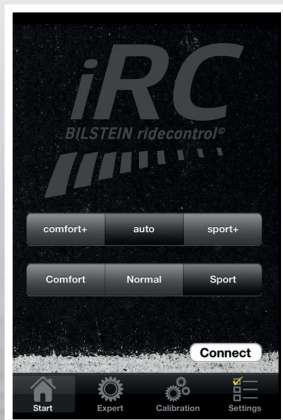 iRC
BILSTEIN ridecontrol©
comfort+ auto sport+
Comfort Normal Sport
Connect
Start Expert Calibration Settings